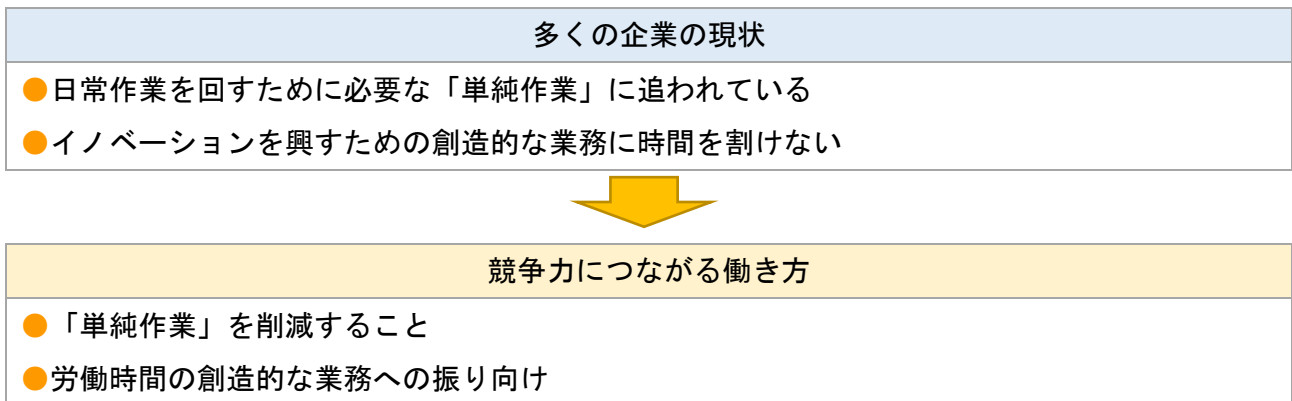 多くの企業の現状
●日常作業を回すために必要な「単純作業」に追われている
●イノベーションを興すための創造的な業務に時間を割けない
競争力につながる働き方
●「単純作業」を削減すること
●労働時間の創造的な業務への振り向け